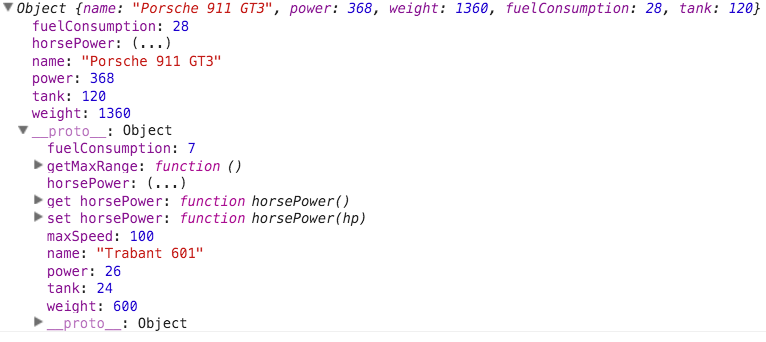 Object {name: "Porsche 911 GT3", power: 368, weight: 1360, fuelConsumption: 28, tank: 120}
fuelConsumption: 28
horsePower: (...)
name: "Porsche 911 GT3"
power: 368
tank: 120
weight: 1360
__proto__: Object
fuelConsumption: 7
getMaxRange: function ()
horsePower: (...)
get horsePower: function horsePower()
set horsePower: function horsePower(hp)
maxSpeed: 100
name: "Trabant 601"
power: 26
tank: 24
weight: 600
__proto__: Object